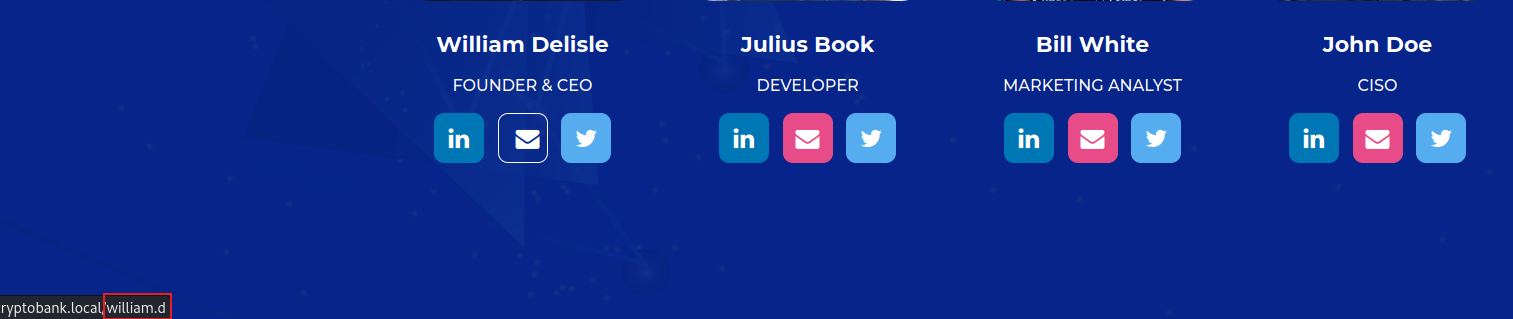 William Delisle Julius Book Bill White John Doe
FOUNDER & CEO DEVELOPER MARKETING ANALYST CISO
in in in in
ryptobank.local/william.d